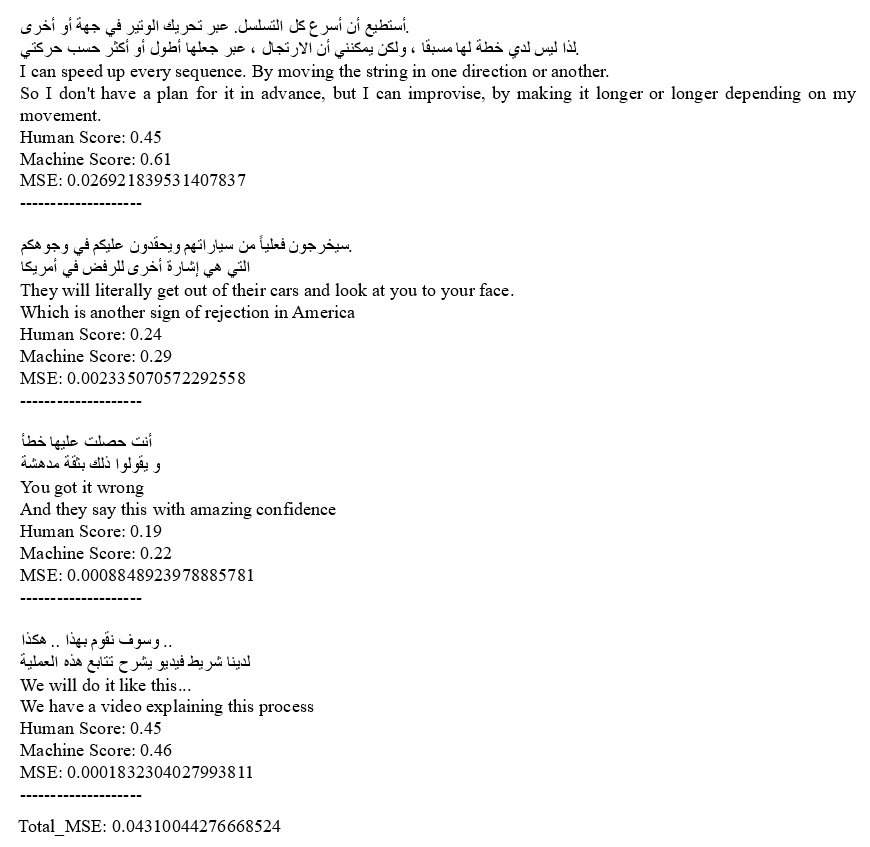 أستطيع أن أسرع كل التسلسل. عبر تحريك الوتير في جهة أو أخرى.
لذا ليس لدي خطة لها مسبقا ، ولكن يمكنني أن الارتجال ، عبر جعلها أطول أو أكثر حسب حركتي.
I can speed up every sequence. By moving the string in one direction or another.
So I don't have a plan for it in advance, but I can improvise, by making it longer or longer depending on my
movement.
Human Score: 0.45
Machine Score: 0.61
MSE: 0.026921839531407837
--------------------
سيخرجون فعلياً من سياراتهم ويحقدون عليكم في وجوهكم.
التي هي إشارة أخرى للرفض في أمريكا
They will literally get out of their cars and look at you to your face.
Which is another sign of rejection in America
Human Score: 0.24
Machine Score: 0.29
MSE: 0.002335070572292558
--------------------
أنت حصلت عليها خطأ
و يقولوا ذلك بثقة مدهشة
You got it wrong
And they say this with amazing confidence
Human Score: 0.19
Machine Score: 0.22
MSE: 0.0008848923978885781
--------------------
وسوف نقوم بهذا .. هكذا ..
لدينا شريط فيديو يشرح تتابع هذه العملية
We will do it like this...
We have a video explaining this process
Human Score: 0.45
Machine Score: 0.46
MSE: 0.0001832304027993811
--------------------
Total_MSE: 0.04310044276668524